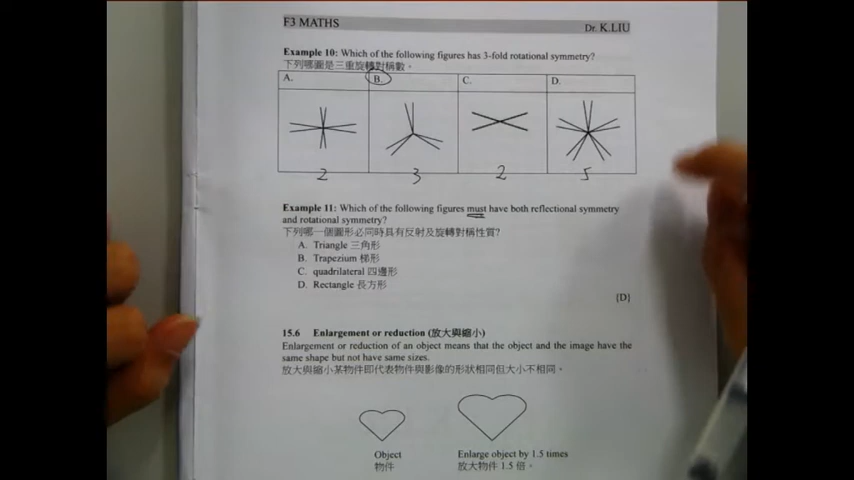 F3 MATHS
Dr. K.LIU
Example 10: Which of the following figures has 3-fold rotational symmetry?
下列哪圖是三重旋轉對稱數。
A. B. C. D.
2 3 2 5
Example 11: Which of the following figures must have both reflectional symmetry
and rotational symmetry?
下列哪一個圖形必同時具有反射及旋轉對稱性質?
A. Triangle 三角形
B. Trapezium 梯形
C. quadrilateral 四邊形
D. Rectangle 長方形
[D]
15.6 Enlargement or reduction (放大與縮小)
Enlargement or reduction of an object means that the object and the image have the
same shape but not have same sizes.
放大與縮小某物件即代表物件與影像的形狀相同但大小不相同。
Object
物件
Enlarge object by 1.5 times
放大物件 1.5 倍。